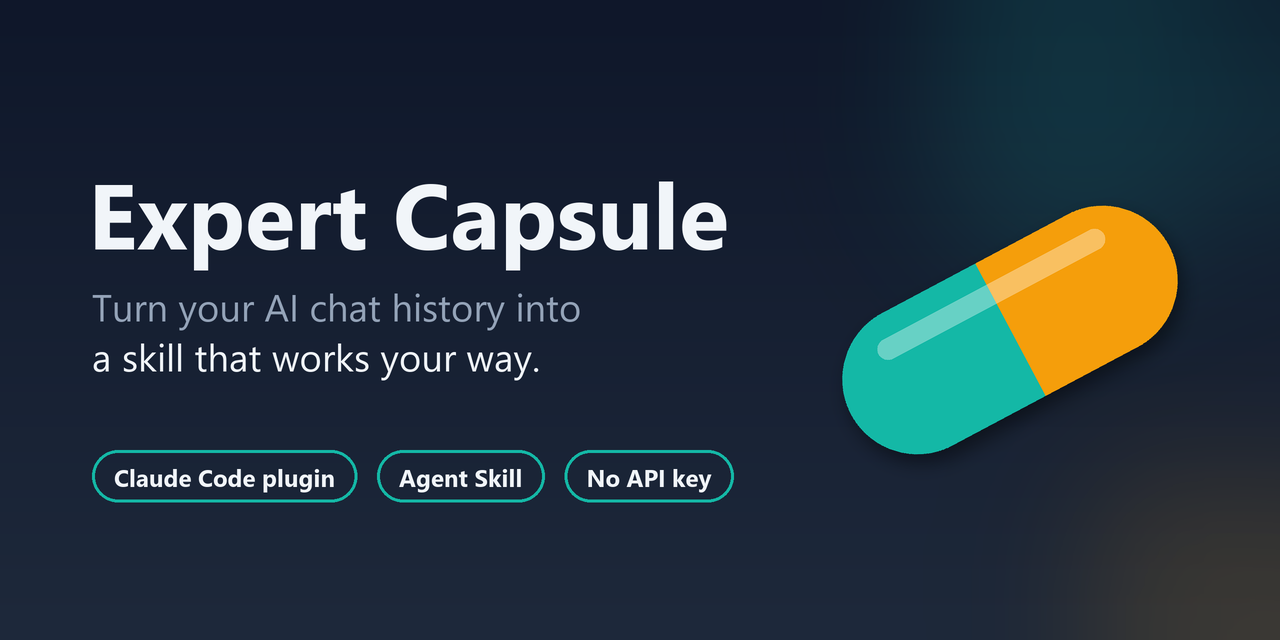 Expert Capsule
Turn your AI chat history into
a skill that works your way.
Claude Code plugin
Agent Skill
No API key